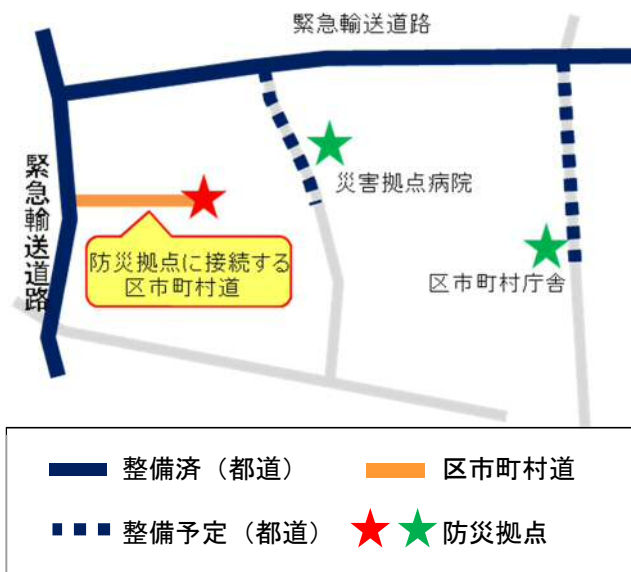 緊急輸送道路
緊急輸送道路
災害拠点病院
防災拠点に接続する
区市町村道
区市町村庁舎
整備済（都道）
区市町村道
整備予定（都道）
防災拠点